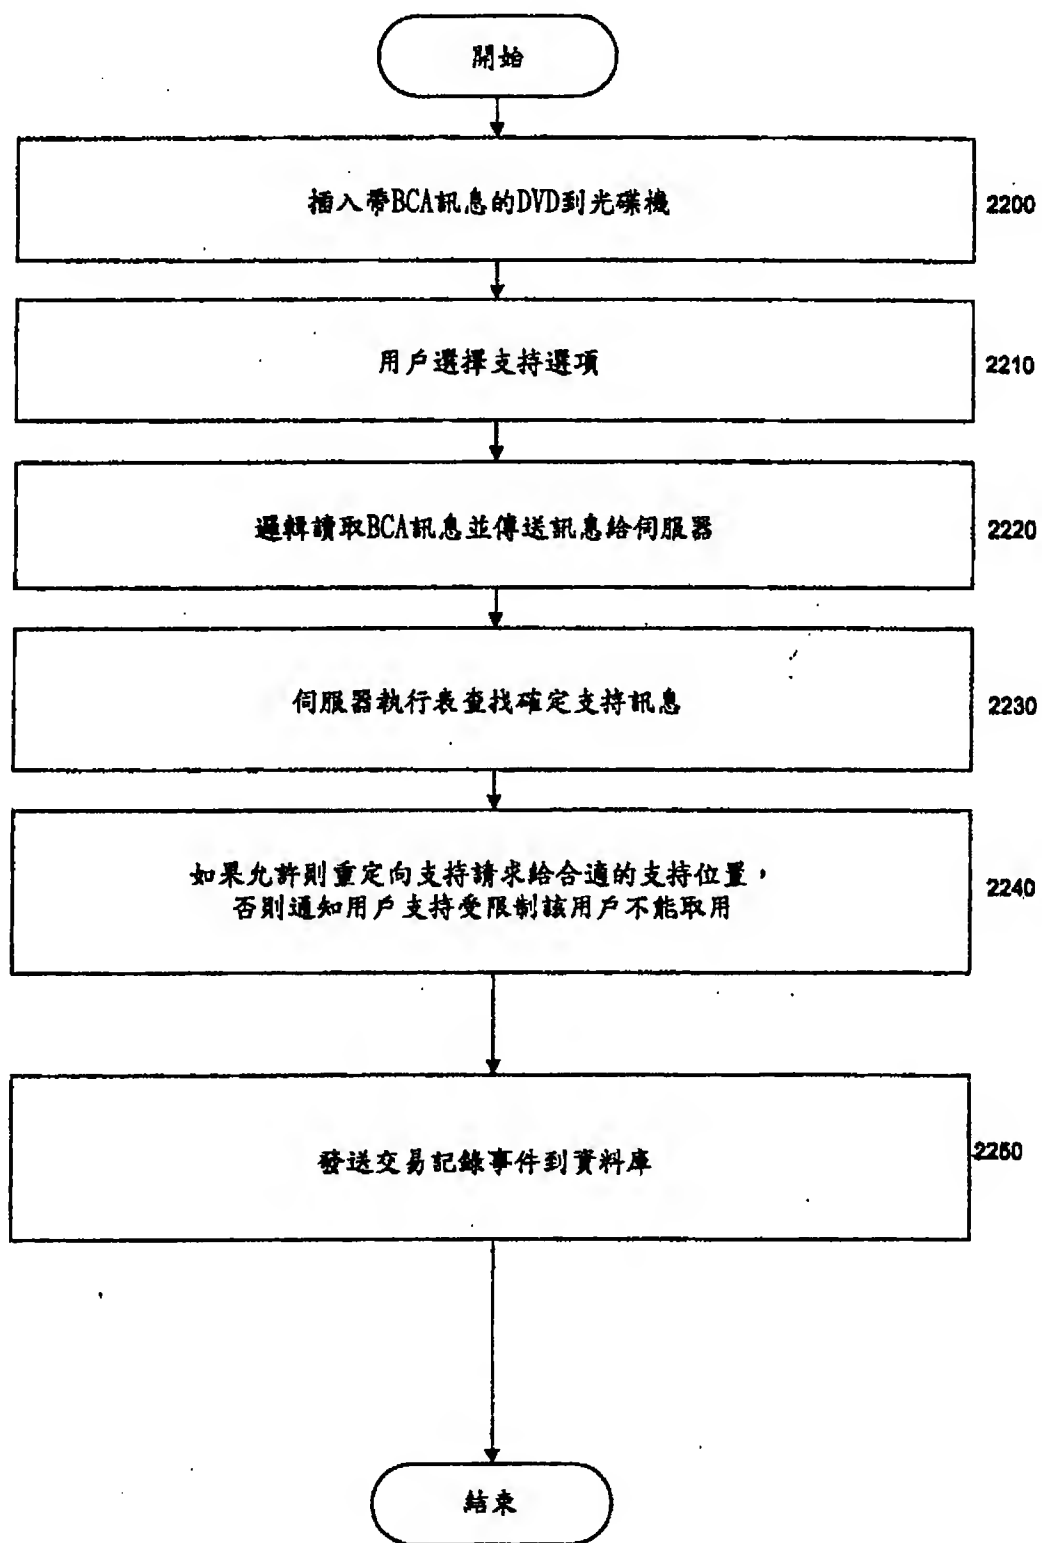 開始
插入帶BCA訊息的DVD到光碟機
2200
用戶選擇支持選項
2210
邏輯讀取BCA訊息並傳送訊息給伺服器
2220
伺服器執行表查找確定支持訊息
2230
如果允許則重定向支持請求給合適的支持位置,
否則通知用戶支持受限制該用戶不能取用
2240
發送交易記錄事件到資料庫
2250
結束